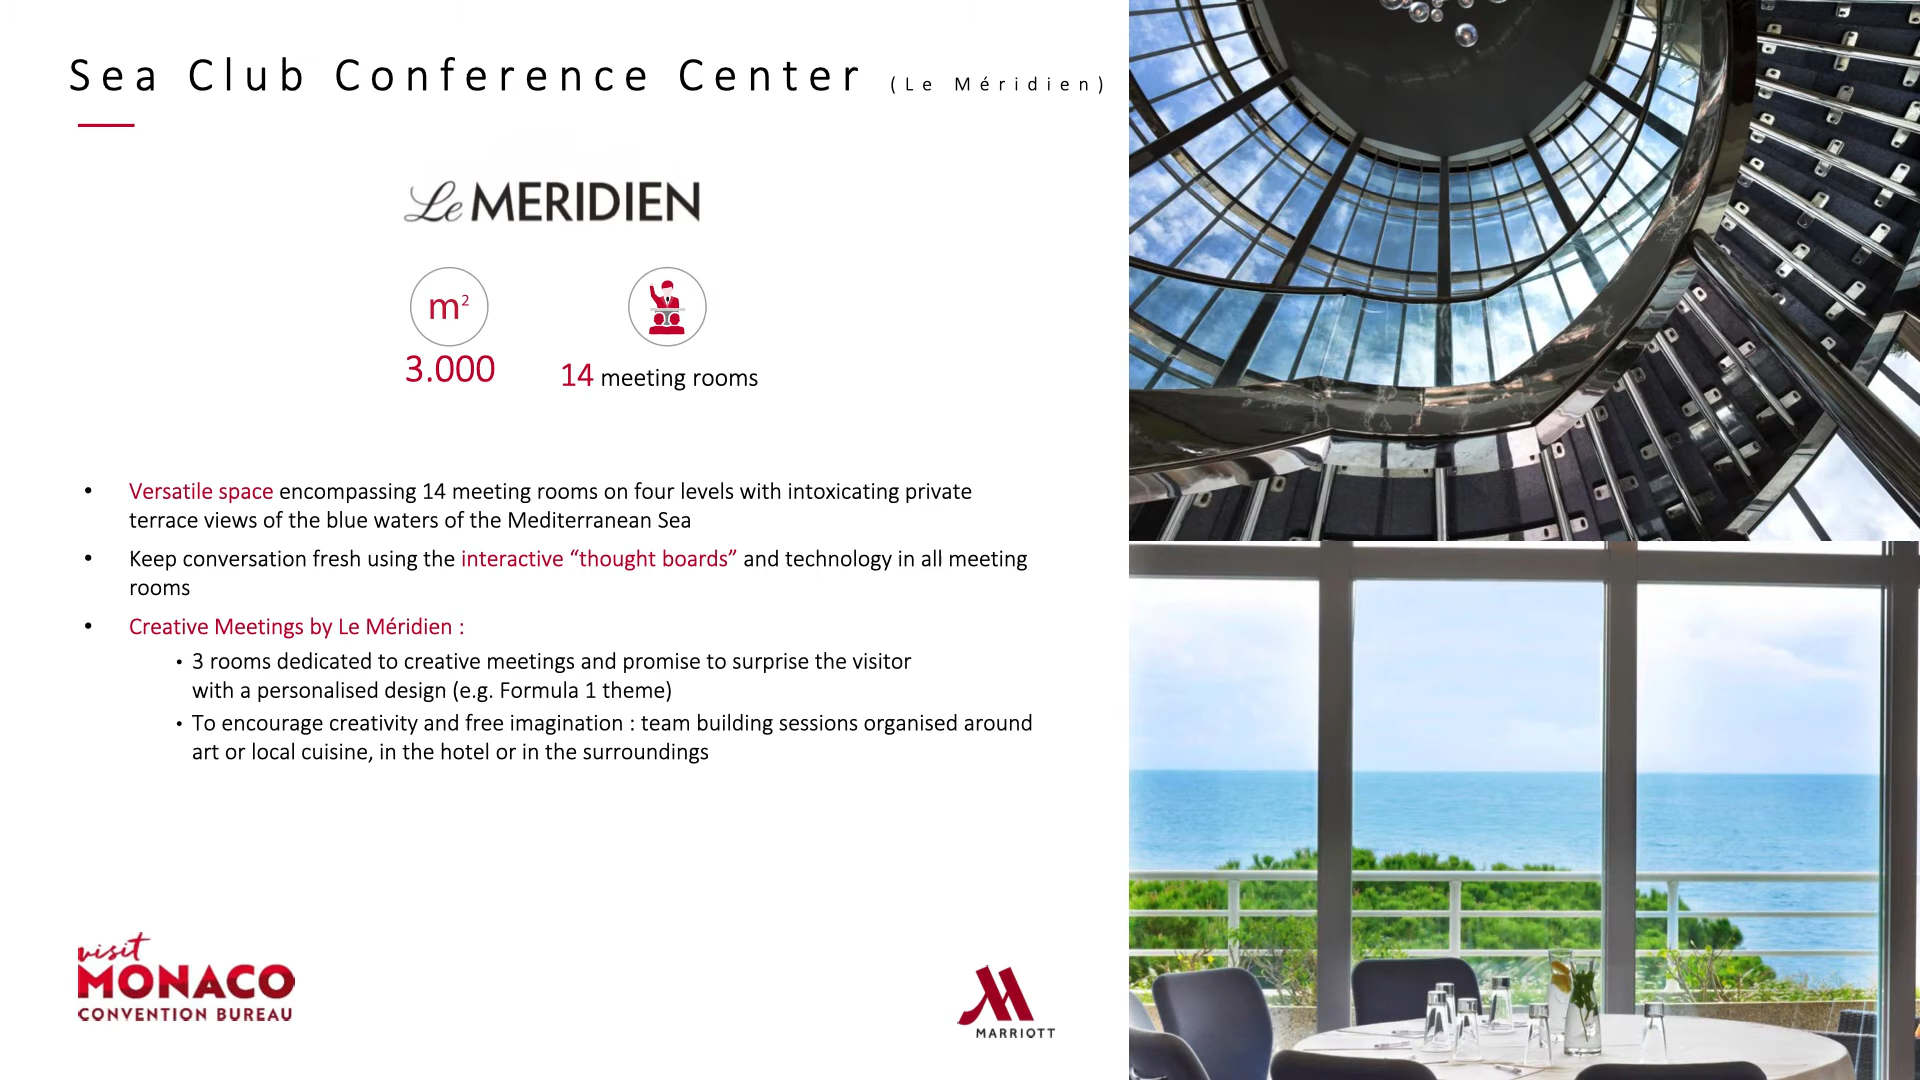 Sea Club Conference Center (Le Méridien)
Le MERIDIEN
m²
3.000
14 meeting rooms
• Versatile space encompassing 14 meeting rooms on four levels with intoxicating private
terrace views of the blue waters of the Mediterranean Sea
• Keep conversation fresh using the interactive “thought boards” and technology in all meeting
rooms
• Creative Meetings by Le Méridien :
• 3 rooms dedicated to creative meetings and promise to surprise the visitor
with a personalised design (e.g. Formula 1 theme)
• To encourage creativity and free imagination : team building sessions organised around
art or local cuisine, in the hotel or in the surroundings
visit
MONACO
CONVENTION BUREAU
MARRIOTT